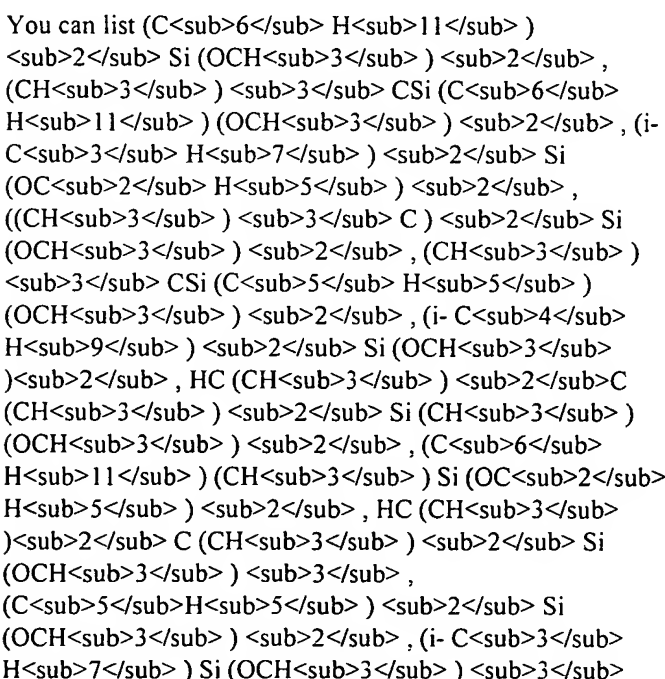 You can list (C<sub>6</sub> H<sub>11</sub> )
<sub>2</sub> Si (OCH<sub>3</sub> ) <sub>2</sub> ,
(CH<sub>3</sub> ) <sub>3</sub> CSi (C<sub>6</sub>
H<sub>11</sub> ) (OCH<sub>3</sub> ) <sub>2</sub> , (i-
C<sub>3</sub> H<sub>7</sub> ) <sub>2</sub> Si
(OC<sub>2</sub> H<sub>5</sub> ) <sub>2</sub> ,
((CH<sub>3</sub> ) <sub>3</sub> C ) <sub>2</sub> Si
(OCH<sub>3</sub> ) <sub>2</sub> , (CH<sub>3</sub> )
<sub>3</sub> CSi (C<sub>5</sub> H<sub>5</sub> )
(OCH<sub>3</sub> ) <sub>2</sub> , (i- C<sub>4</sub>
H<sub>9</sub> ) <sub>2</sub> Si (OCH<sub>3</sub>
)<sub>2</sub> , HC (CH<sub>3</sub> ) <sub>2</sub>C
(CH<sub>3</sub> ) <sub>2</sub> Si (CH<sub>3</sub> )
(OCH<sub>3</sub> ) <sub>2</sub> , (C<sub>6</sub>
H<sub>11</sub> ) (CH<sub>3</sub> ) Si (OC<sub>2</sub>
H<sub>5</sub> ) <sub>2</sub> , HC (CH<sub>3</sub>
)<sub>2</sub> C (CH<sub>3</sub> ) <sub>2</sub> Si
(OCH<sub>3</sub> ) <sub>3</sub> ,
(C<sub>5</sub>H<sub>5</sub> ) <sub>2</sub> Si
(OCH<sub>3</sub> ) <sub>2</sub> , (i- C<sub>3</sub>
H<sub>7</sub> ) Si (OCH<sub>3</sub> ) <sub>3</sub>